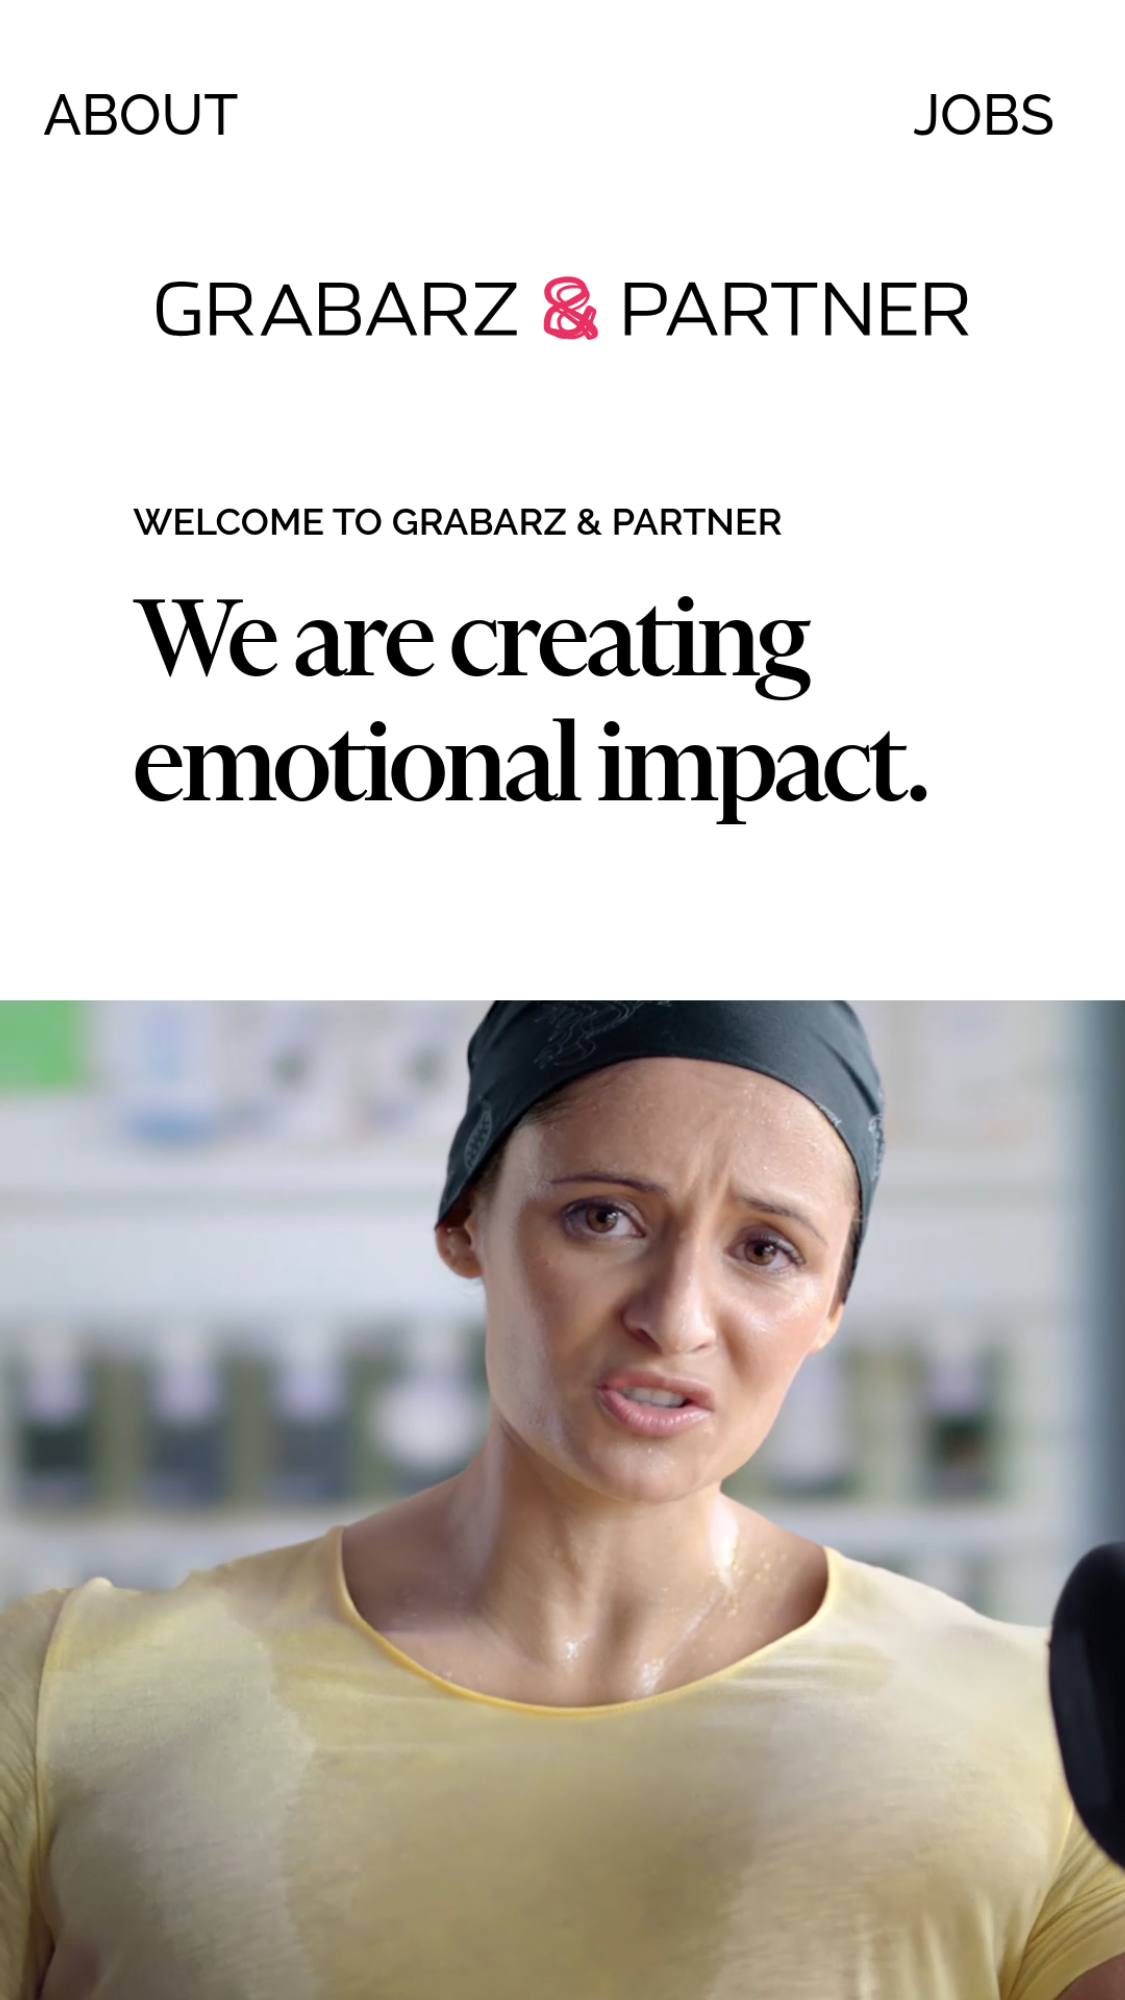 ABOUT
JOBS
GRABARZ & PARTNER
WELCOME TO GRABARZ & PARTNER
We are creating
emotional impact.